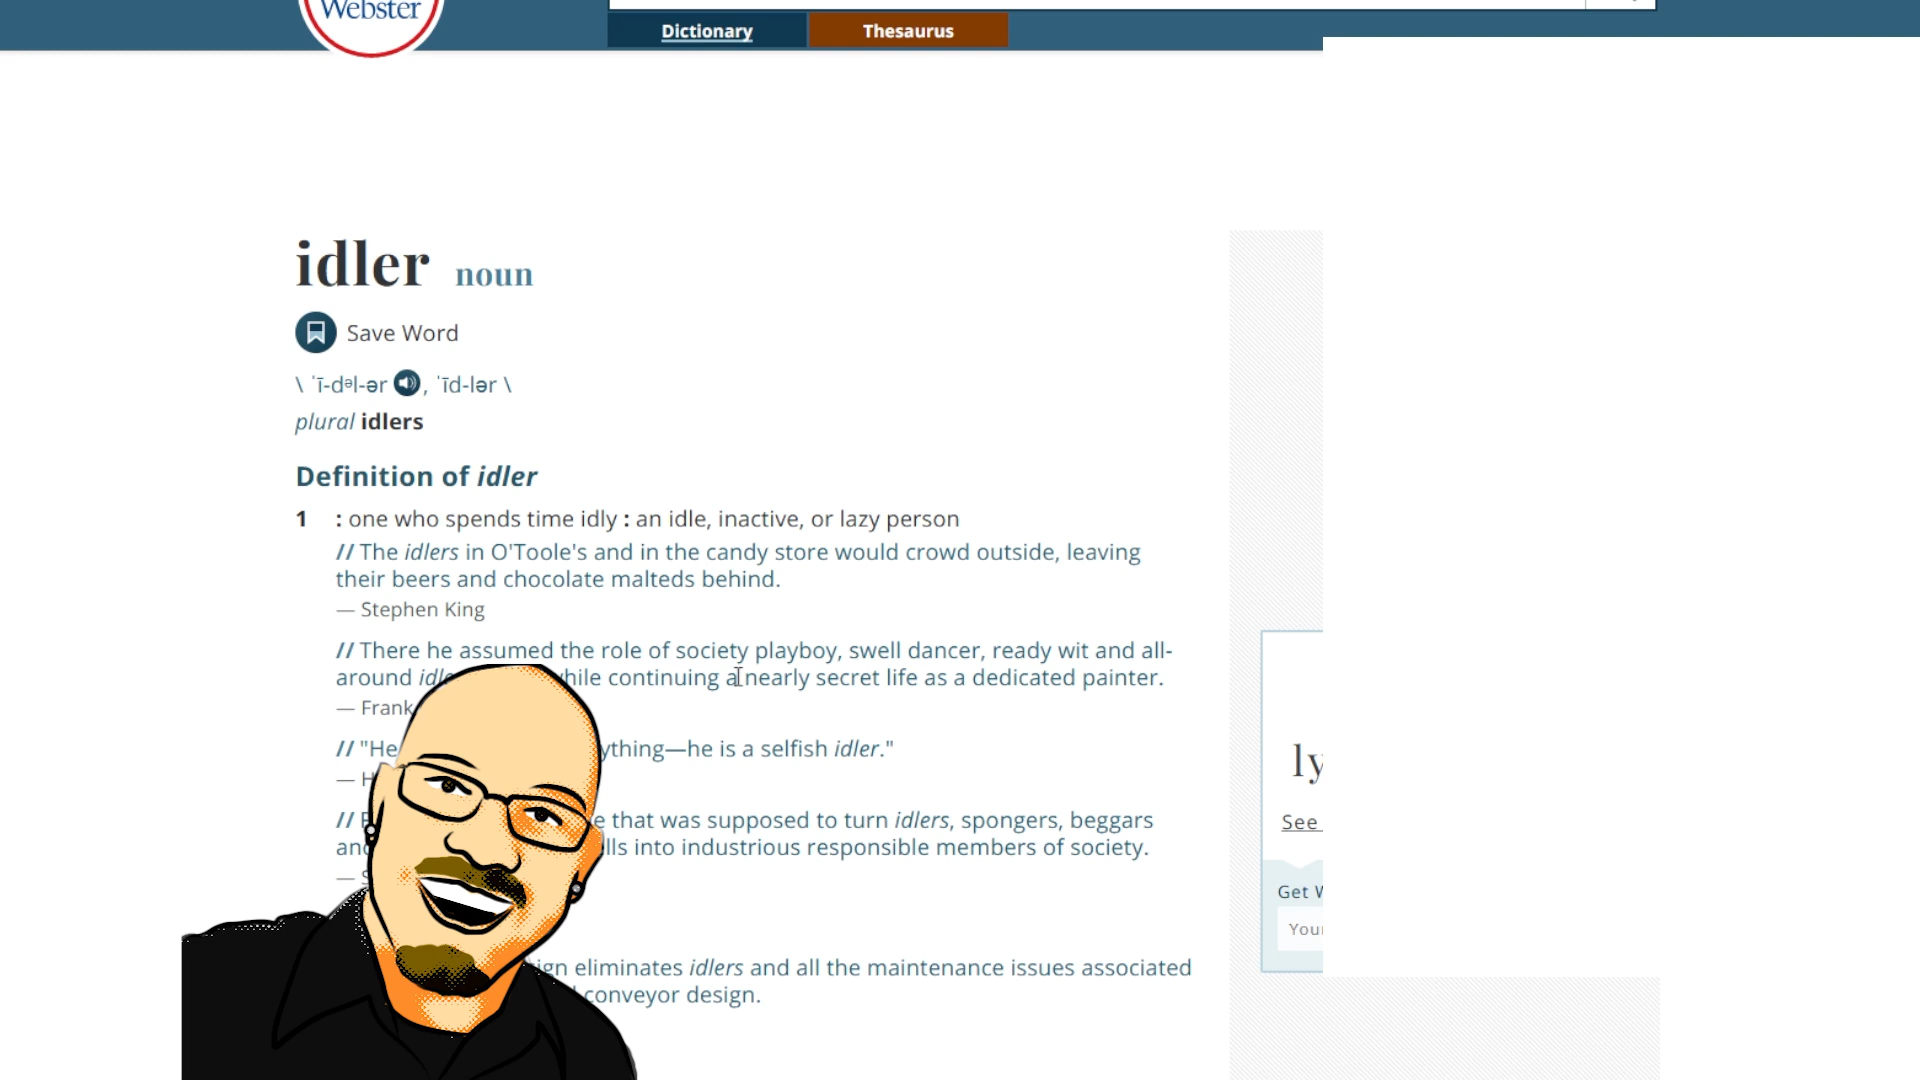 Webster
Dictionary
Thesaurus
idler noun
Save Word
\ ˈī-dᵊl-ər , ˈīd-lər \
plural idlers
Definition of idler
1 : one who spends time idly : an idle, inactive, or lazy person
// The idlers in O'Toole's and in the candy store would crowd outside, leaving
their beers and chocolate malteds behind.
— Stephen King
// There he assumed the role of society playboy, swell dancer, ready wit and all-
around while continuing a nearly secret life as a dedicated painter.
— Frank
// "He —he is a selfish idler."
—
// that was supposed to turn idlers, spongers, beggars
into industrious responsible members of society.
—
eliminates idlers and all the maintenance issues associated
conveyor design.
ly
See
Get